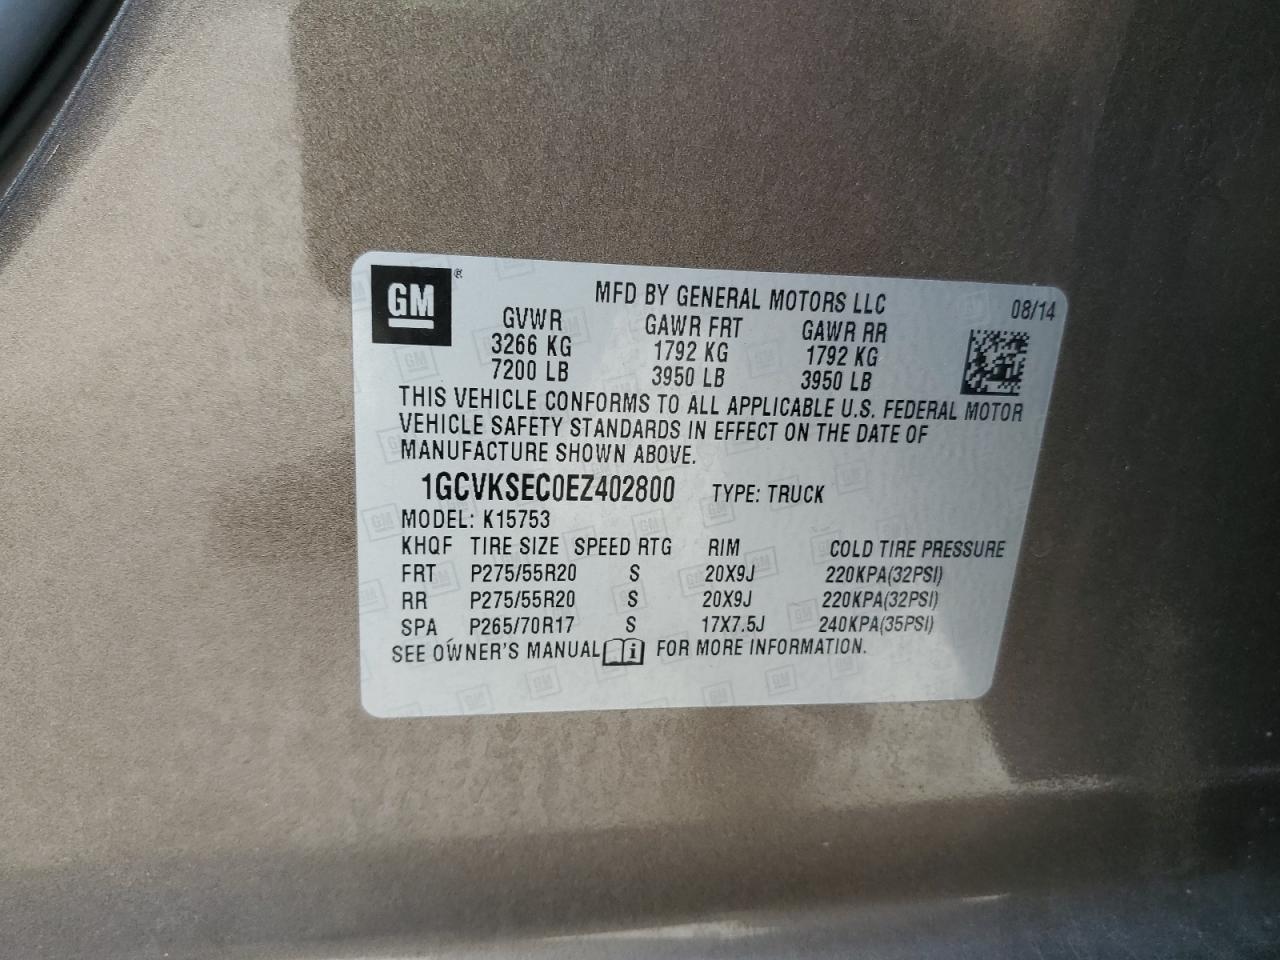 GM ®
MFD BY GENERAL MOTORS LLC 08/14
GVWR GAWR FRT GAWR RR
3266 KG 1792 KG 1792 KG
7200 LB 3950 LB 3950 LB
THIS VEHICLE CONFORMS TO ALL APPLICABLE U.S. FEDERAL MOTOR
VEHICLE SAFETY STANDARDS IN EFFECT ON THE DATE OF
MANUFACTURE SHOWN ABOVE.
1GCVKSEC0EZ402800 TYPE: TRUCK
MODEL: K15753
KHQF TIRE SIZE SPEED RTG RIM COLD TIRE PRESSURE
FRT P275/55R20 S 20X9J 220KPA(32PSI)
RR P275/55R20 S 20X9J 220KPA(32PSI)
SPA P265/70R17 S 17X7.5J 240KPA(35PSI)
SEE OWNER'S MANUAL i FOR MORE INFORMATION.